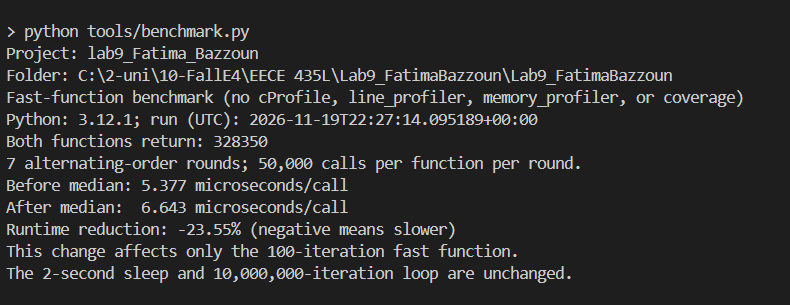 > python tools/benchmark.py
Project: lab9_Fatima_Bazzoun
Folder: C:\2-uni\10-FallE4\EECE 435L\Lab9_FatimaBazzoun\Lab9_FatimaBazzoun
Fast-function benchmark (no cProfile, line_profiler, memory_profiler, or coverage)
Python: 3.12.1; run (UTC): 2026-11-19T22:27:14.095189+00:00
Both functions return: 328350
7 alternating-order rounds; 50,000 calls per function per round.
Before median: 5.377 microseconds/call
After median:  6.643 microseconds/call
Runtime reduction: -23.55% (negative means slower)
This change affects only the 100-iteration fast function.
The 2-second sleep and 10,000,000-iteration loop are unchanged.